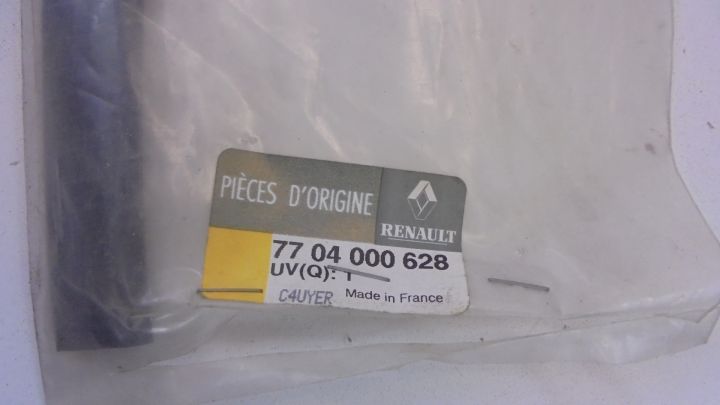 PIÈCES D'ORIGINE
RENAULT
77 04 000 628
UV(Q): 1
C4UYER Made in France